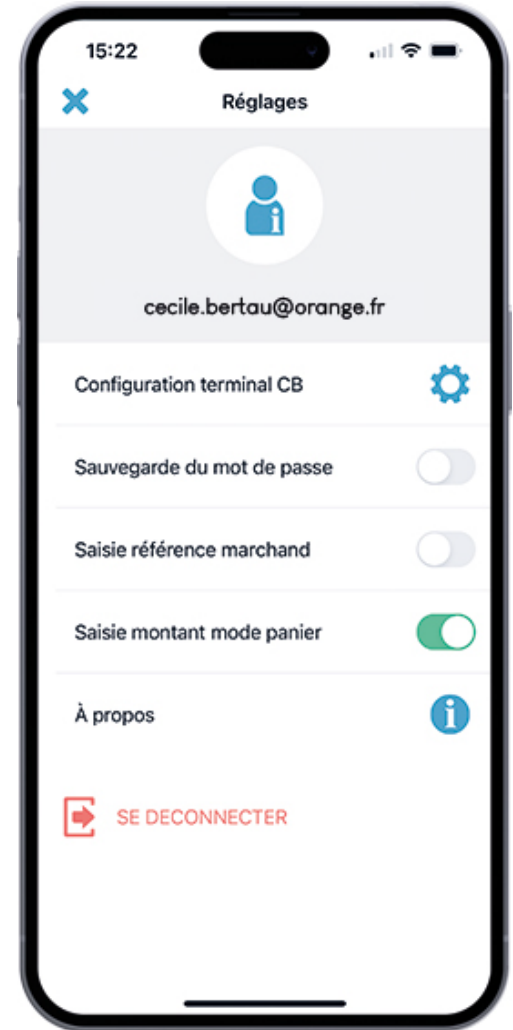 15:22
Réglages
cecile.bertau@orange.fr
Configuration terminal CB
Sauvegarde du mot de passe
Saisie référence marchand
Saisie montant mode panier
À propos
SE DECONNECTER